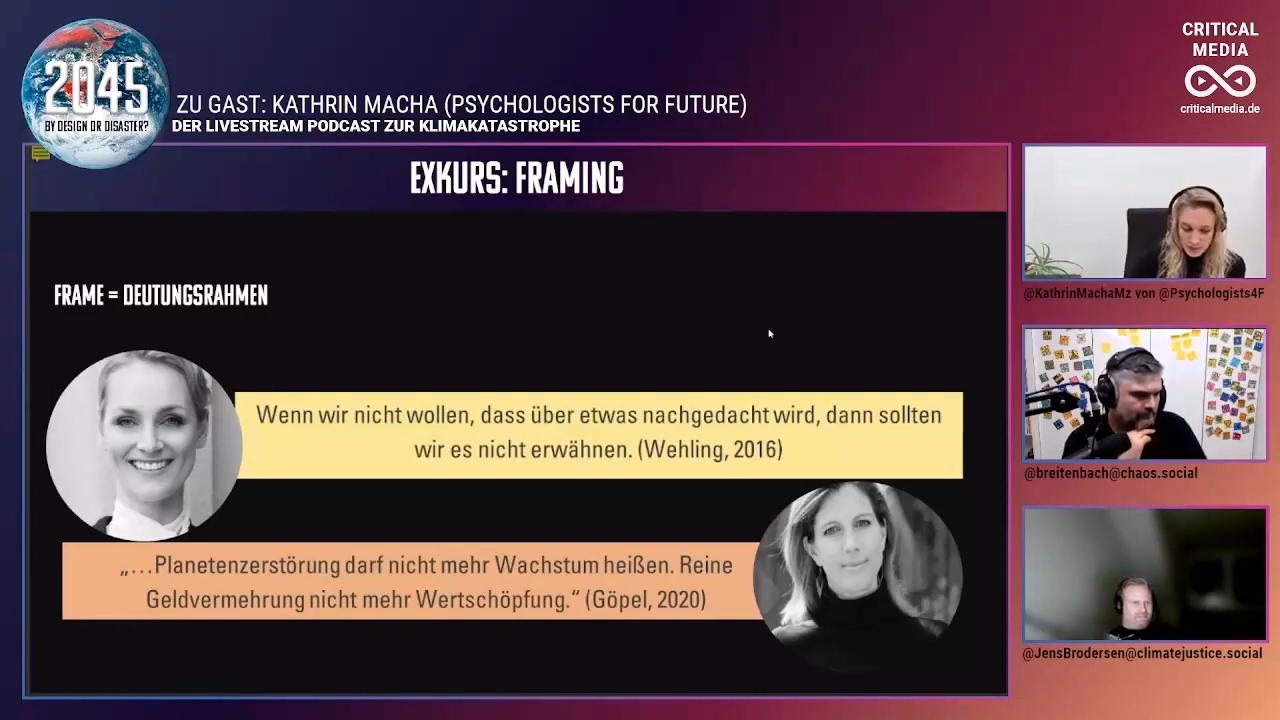 2045
BY DESIGN OR DISASTER?
ZU GAST: KATHRIN MACHA (PSYCHOLOGISTS FOR FUTURE)
DER LIVESTREAM PODCAST ZUR KLIMAKATASTROPHE
CRITICAL
MEDIA
criticalmedia.de
EXKURS: FRAMING
FRAME = DEUTUNGSRAHMEN
Wenn wir nicht wollen, dass über etwas nachgedacht wird, dann sollten
wir es nicht erwähnen. (Wehling, 2016)
„…Planetenzerstörung darf nicht mehr Wachstum heißen. Reine
Geldvermehrung nicht mehr Wertschöpfung.“ (Göpel, 2020)
@KathrinMachaMz von @Psychologists4F
@breitenbach@chaos.social
@JensBrodersen@climatejustice.social